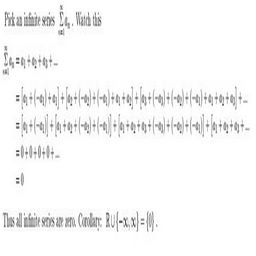 Pick an infinite series ∑_{n=1}^{∞} a_n . Watch this
∑_{n=1}^{∞} a_n = a_1 + a_2 + a_3 + ...
= [a_1 + (-a_1) + a_1] + [a_2 + (-a_2) + (-a_1) + a_1 + a_2] + [a_3 + (-a_3) + (-a_2) + (-a_1) + a_1 + a_2 + a_3] + ...
= [a_1 + (-a_1)] + [a_1 + a_2 + (-a_2) + (-a_1)] + [a_1 + a_2 + a_3 + (-a_3) + (-a_2) + (-a_1)] + [a_1 + a_2 + a_3 + ...
= 0 + 0 + 0 + 0 + ...
= 0
Thus all infinite series are zero. Corollary: R ∪ {-∞, ∞} = {0} .